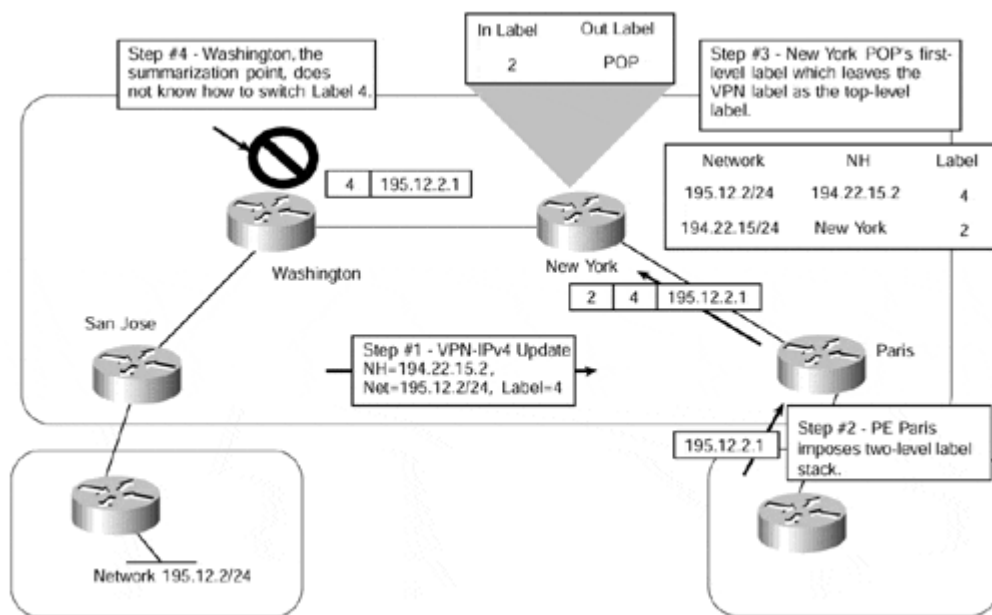 Step #4 - Washington, the
summarization point, does
not know how to switch Label 4.
In Label Out Label
2 POP
Step #3 - New York POP's first-
level label which leaves the
VPN label as the top-level
label.
Network NH Label
195.12.2/24 194.22.15.2 4
194.22.15/24 New York 2
4 195.12.2.1
Washington
New York
2 4 195.12.2.1
San Jose
Step #1 - VPN-IPv4 Update
NH=194.22.15.2,
Net=195.12.2/24, Label=4
Paris
195.12.2.1
Step #2 - PE Paris
imposes two-level label
stack.
Network 195.12.2/24